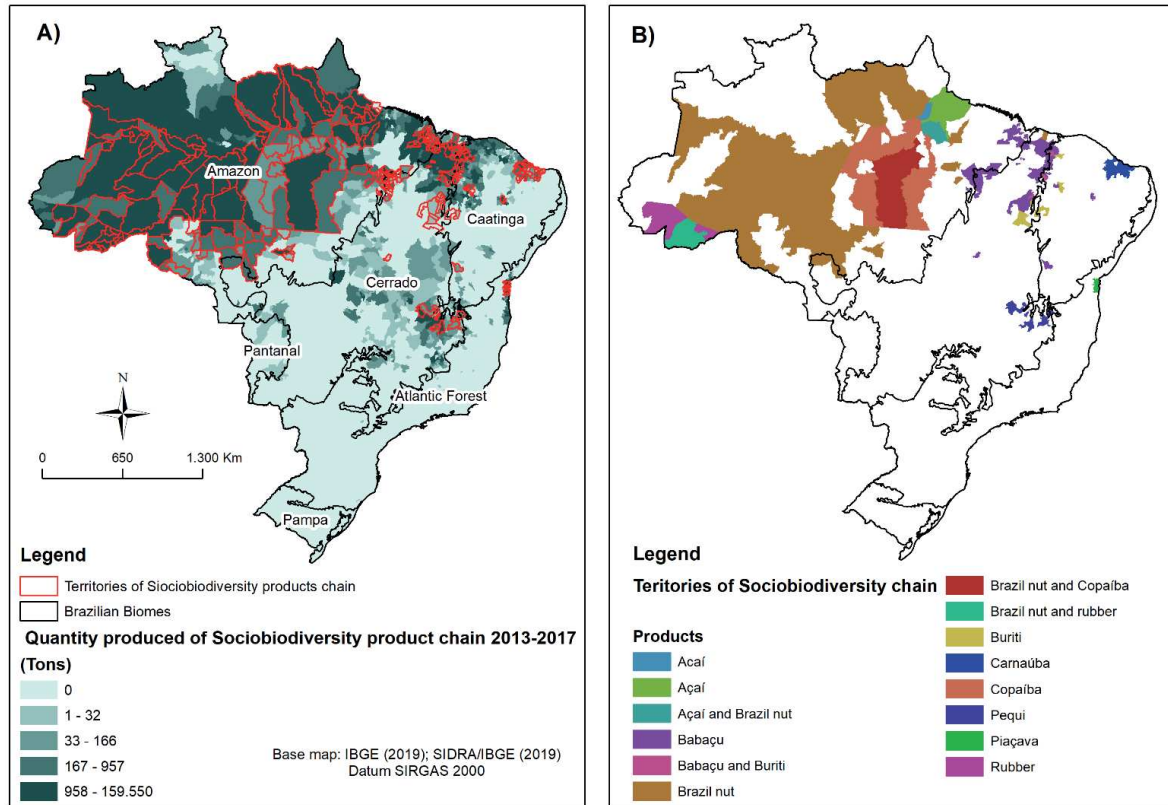 A)
Amazon
Caatinga
Cerrado
Pantanal
Atlantic Forest
N
0 650 1.300 Km
Pampa
Legend
Territories of Siociobiodiversity products chain
Brazilian Biomes
Quantity produced of Sociobiodversity product chain 2013-2017
(Tons)
0
1 - 32
33 - 166
167 - 957
958 - 159.550
Base map: IBGE (2019); SIDRA/IBGE (2019)
Datum SIRGAS 2000
B)
Legend
Territories of Sociobiodversity chain
Products
Acaí
Açaí
Açaí and Brazil nut
Babaçu
Babaçu and Buriti
Brazil nut
Brazil nut and Copaíba
Brazil nut and rubber
Buriti
Carnaúba
Copaíba
Pequi
Piaçava
Rubber